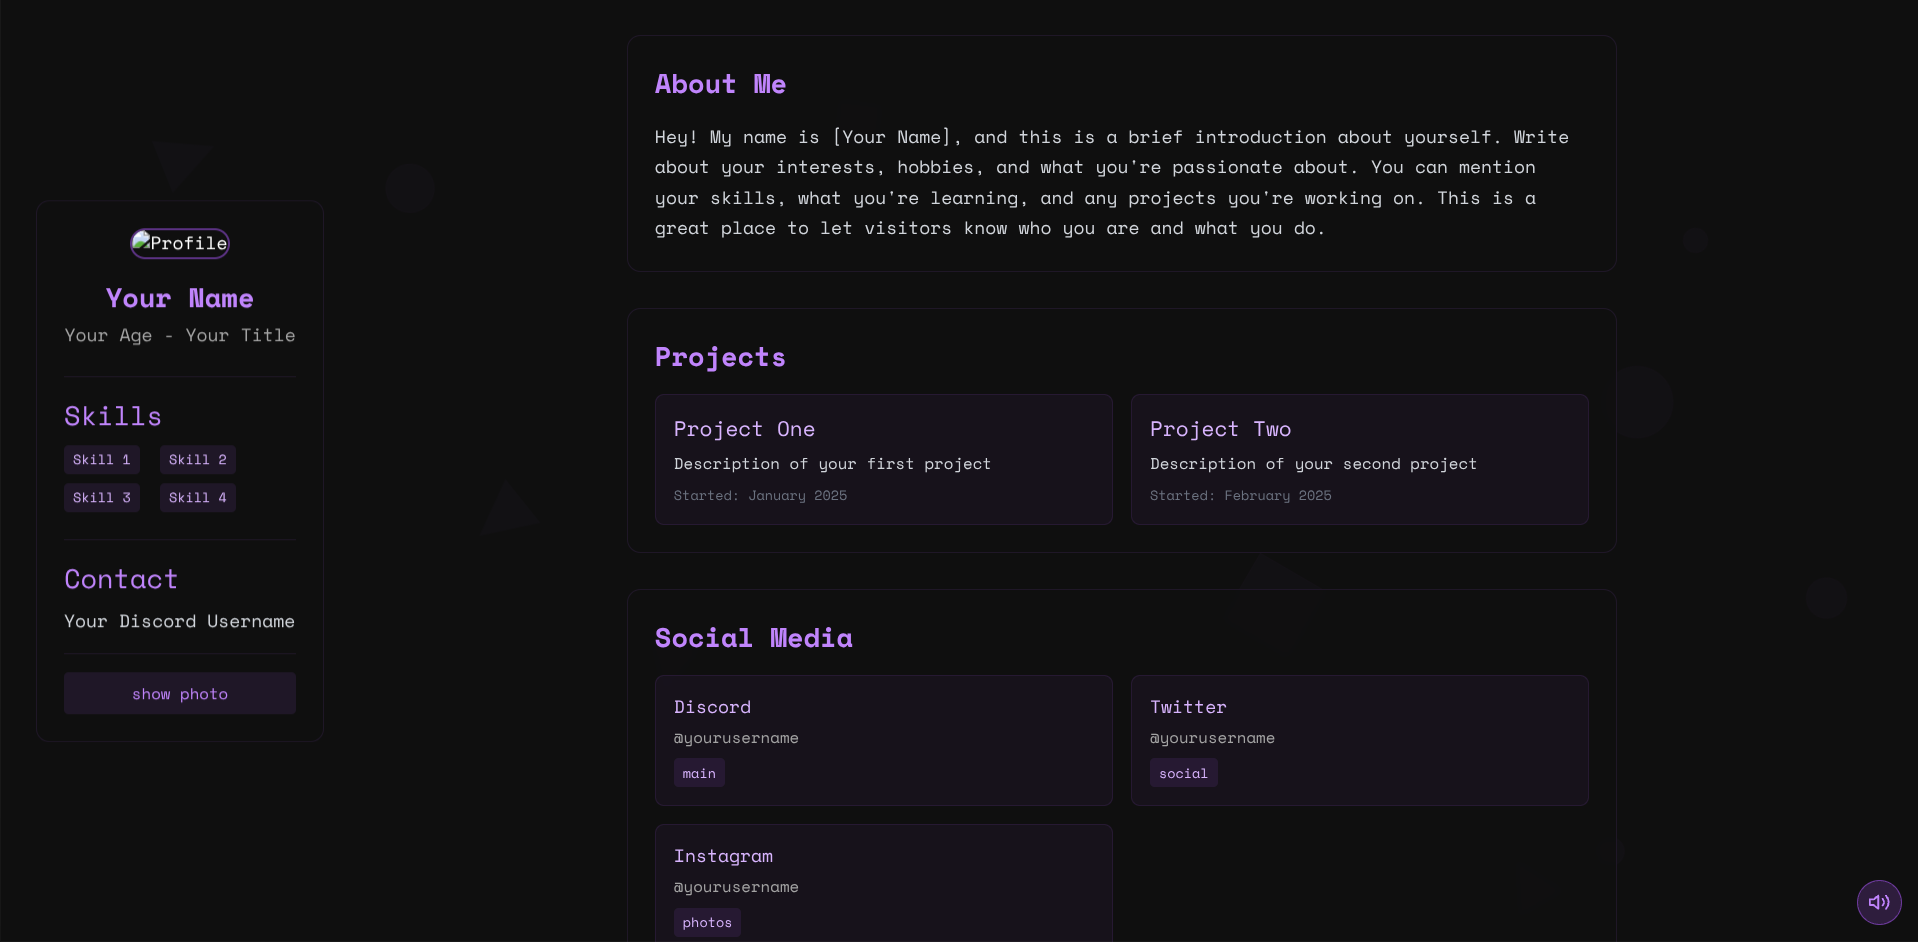 Profile
Your Name
Your Age - Your Title
Skills
Skill 1
Skill 2
Skill 3
Skill 4
Contact
Your Discord Username
show photo
About Me
Hey! My name is [Your Name], and this is a brief introduction about yourself. Write
about your interests, hobbies, and what you're passionate about. You can mention
your skills, what you're learning, and any projects you're working on. This is a
great place to let visitors know who you are and what you do.
Projects
Project One
Description of your first project
Started: January 2025
Project Two
Description of your second project
Started: February 2025
Social Media
Discord
@yourusername
main
Twitter
@yourusername
social
Instagram
@yourusername
photos